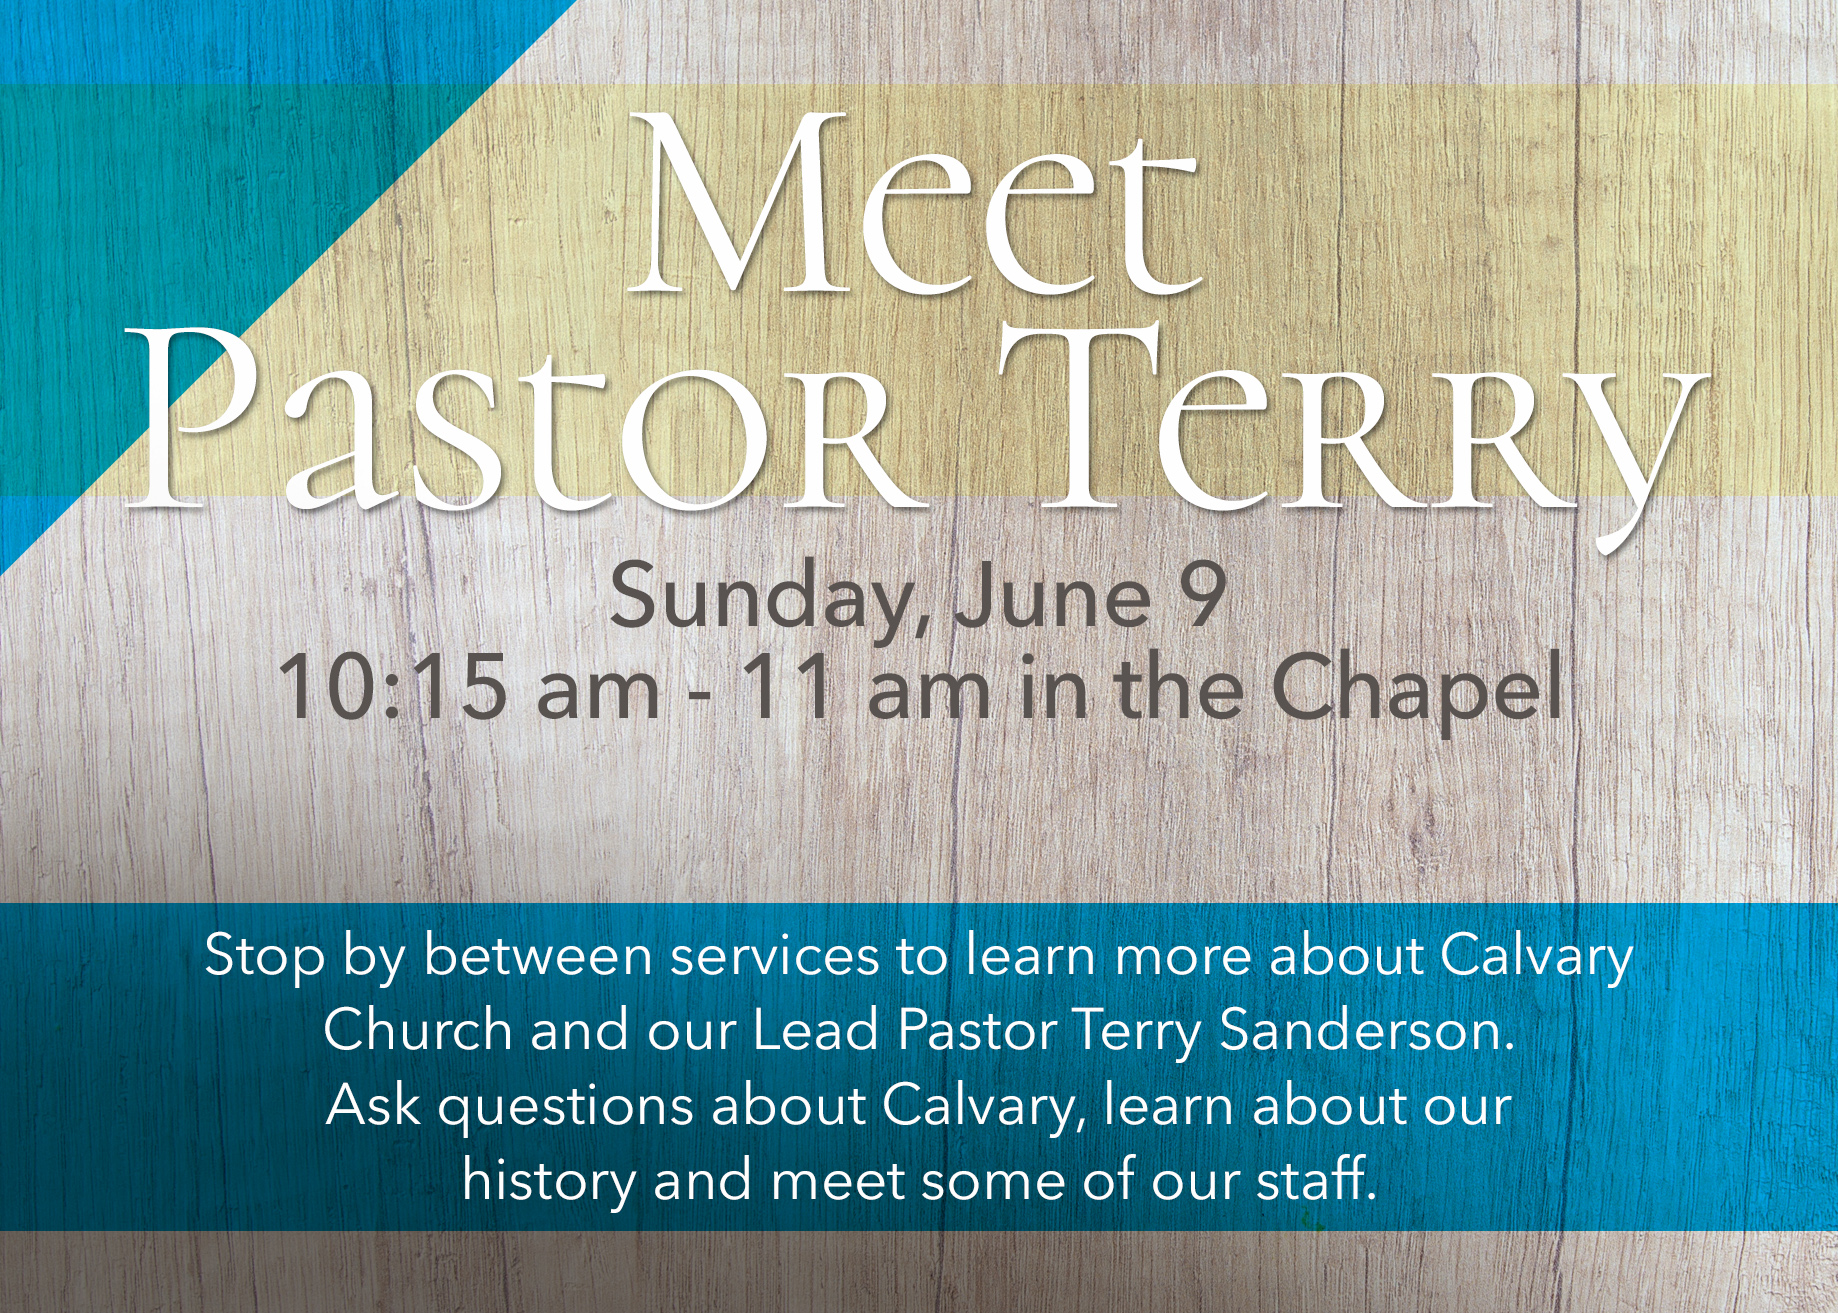 Meet
Pastor Terry
Sunday, June 9
10:15 am - 11 am in the Chapel
Stop by between services to learn more about Calvary
Church and our Lead Pastor Terry Sanderson.
Ask questions about Calvary, learn about our
history and meet some of our staff.